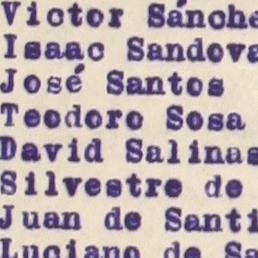 Victor Sánche
Isaac Sandova
José Santos
Teodoro Sosa
David Salinas
Silvestre de
Juan de Santi
Luciano de Sa